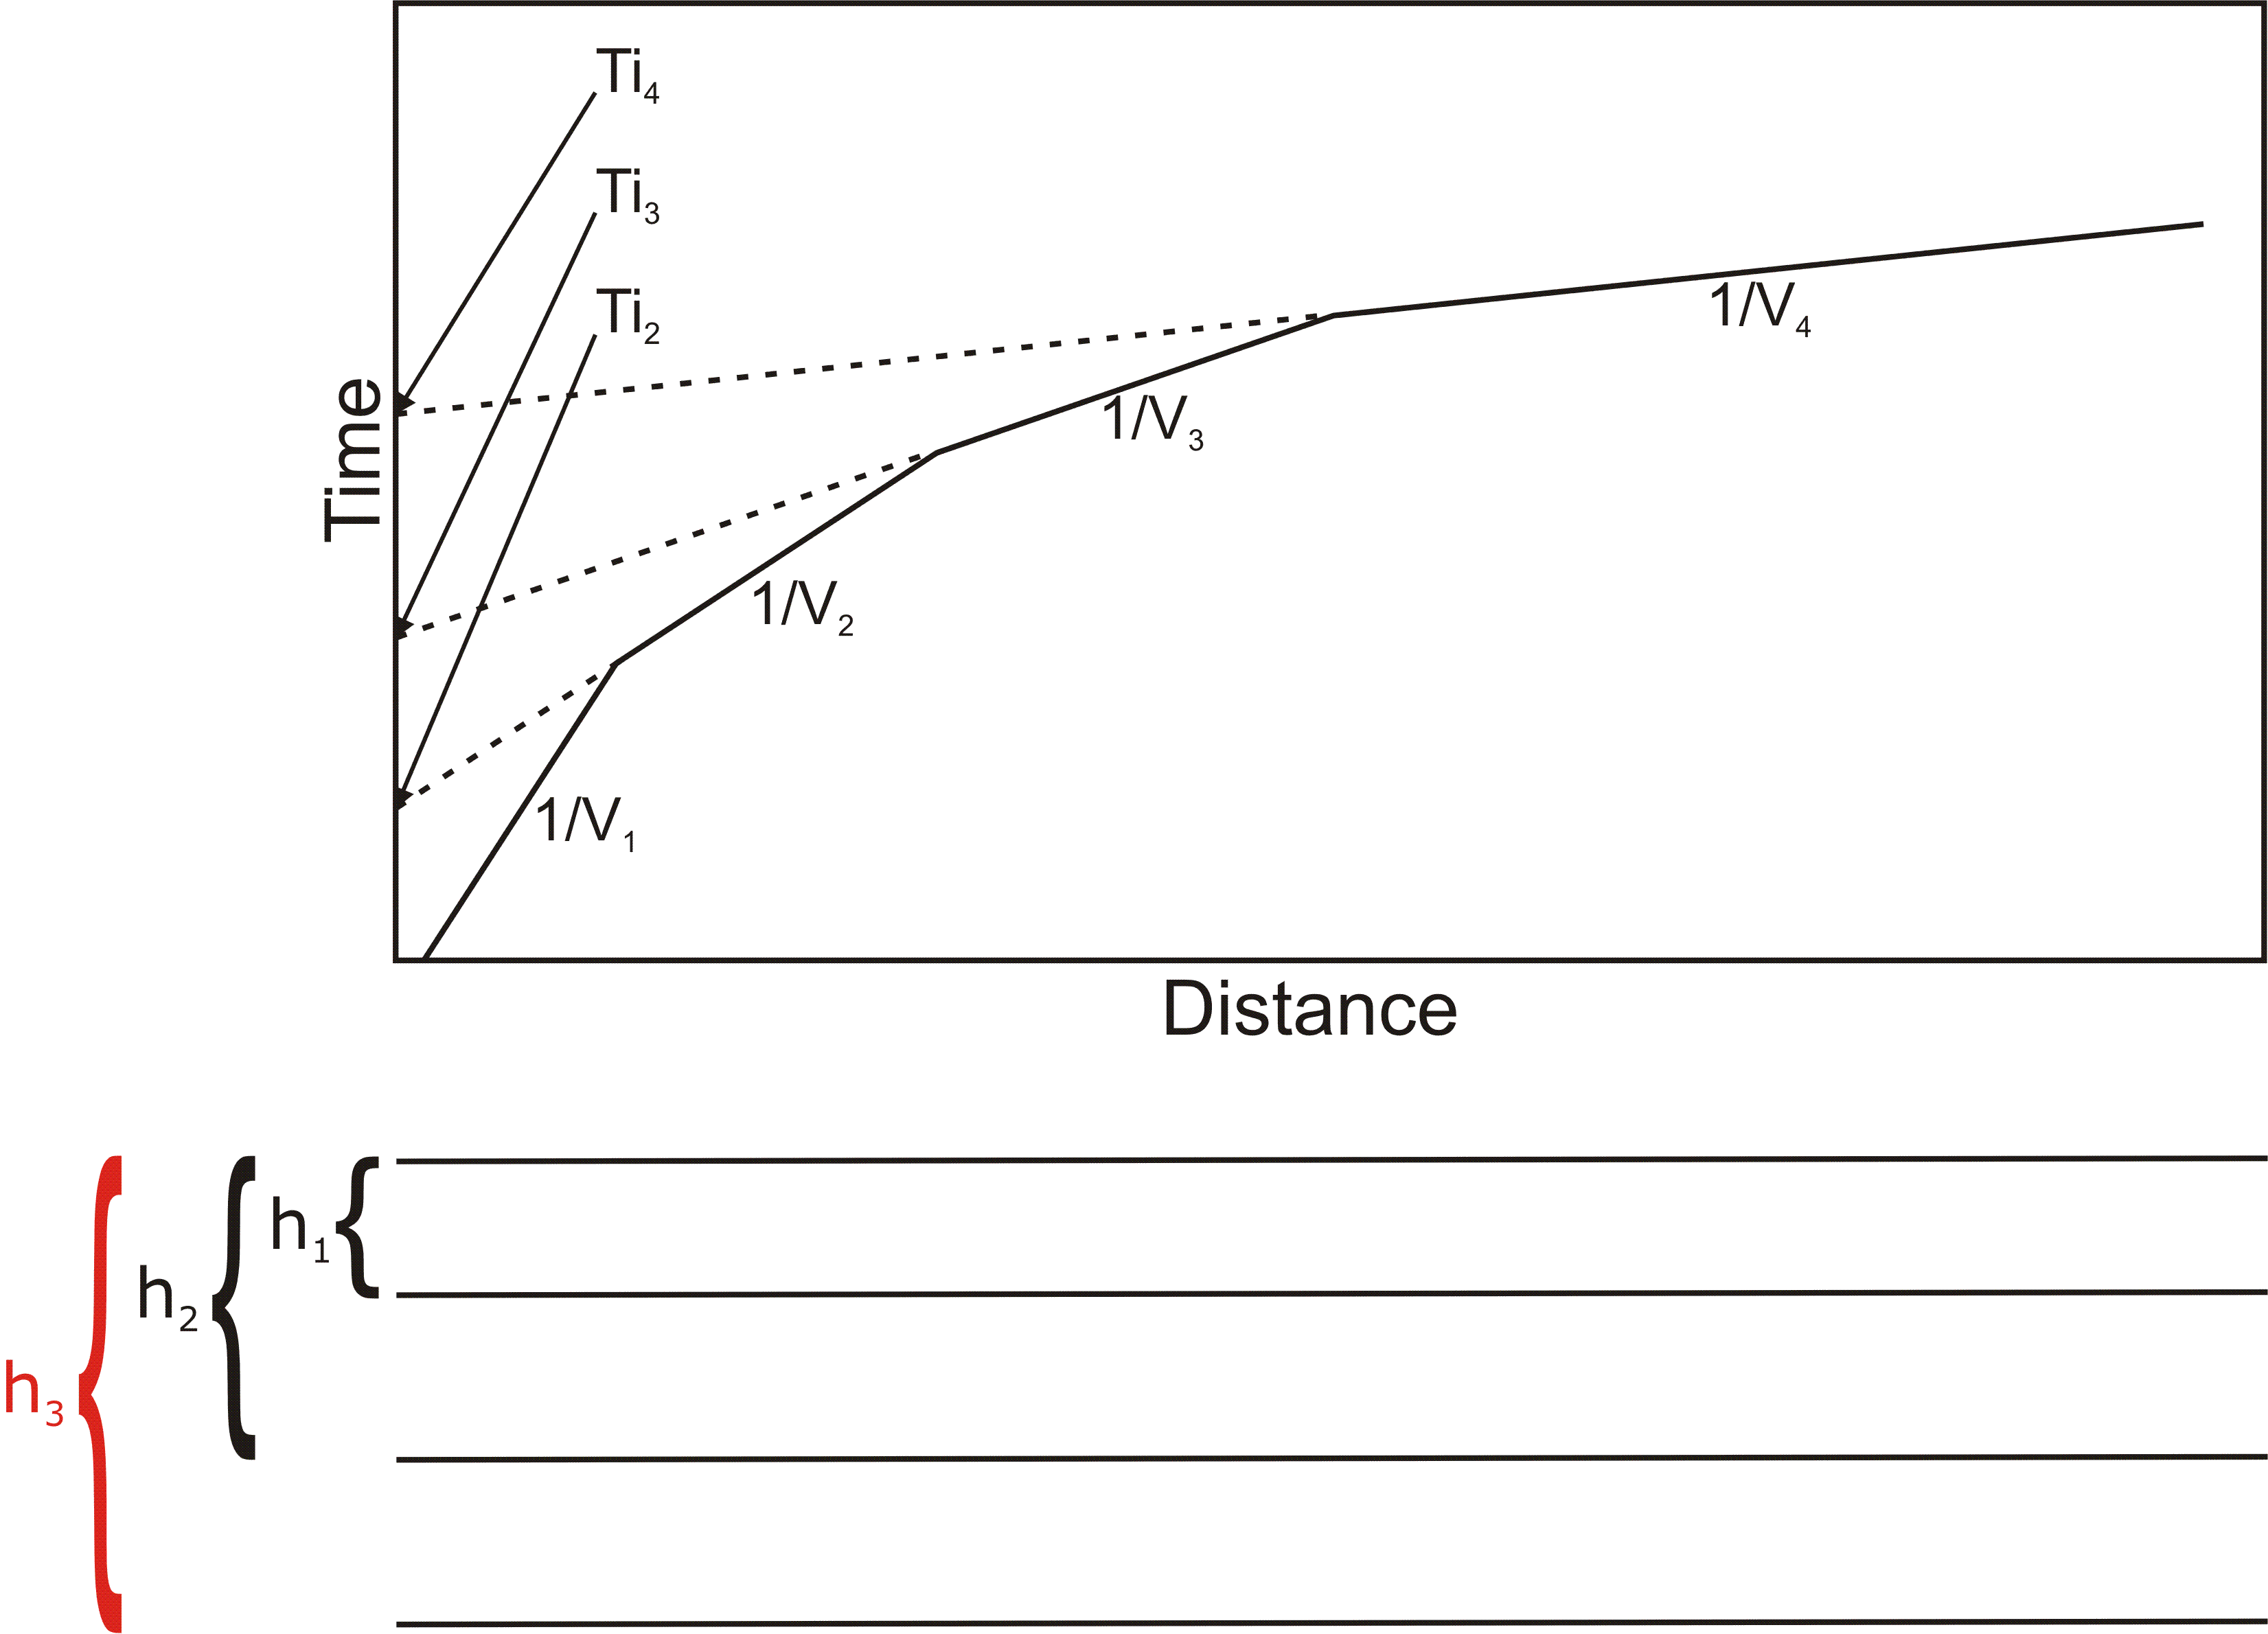 Ti₄
Ti₃
Ti₂
Time
1/V₄
1/V₃
1/V₂
1/V₁
Distance
h₁
h₂
h₃